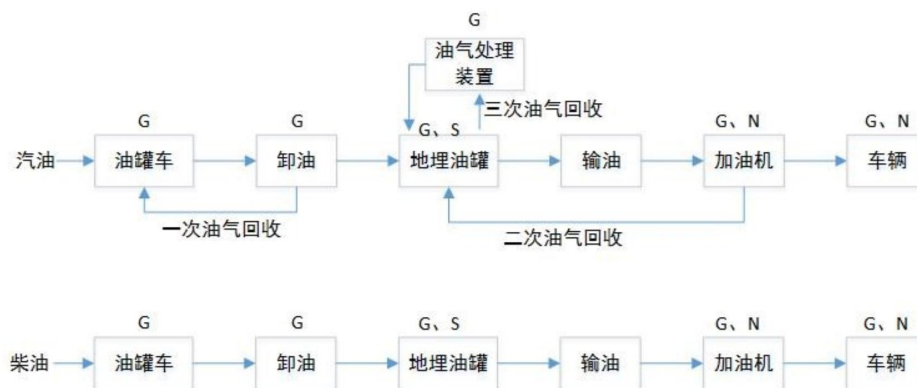 G
油气处理
装置
三次油气回收
G G G、S G、N G、N
汽油 油罐车 卸油 地埋油罐 输油 加油机 车辆
一次油气回收 二次油气回收
G G G、S G、N G、N
柴油 油罐车 卸油 地埋油罐 输油 加油机 车辆